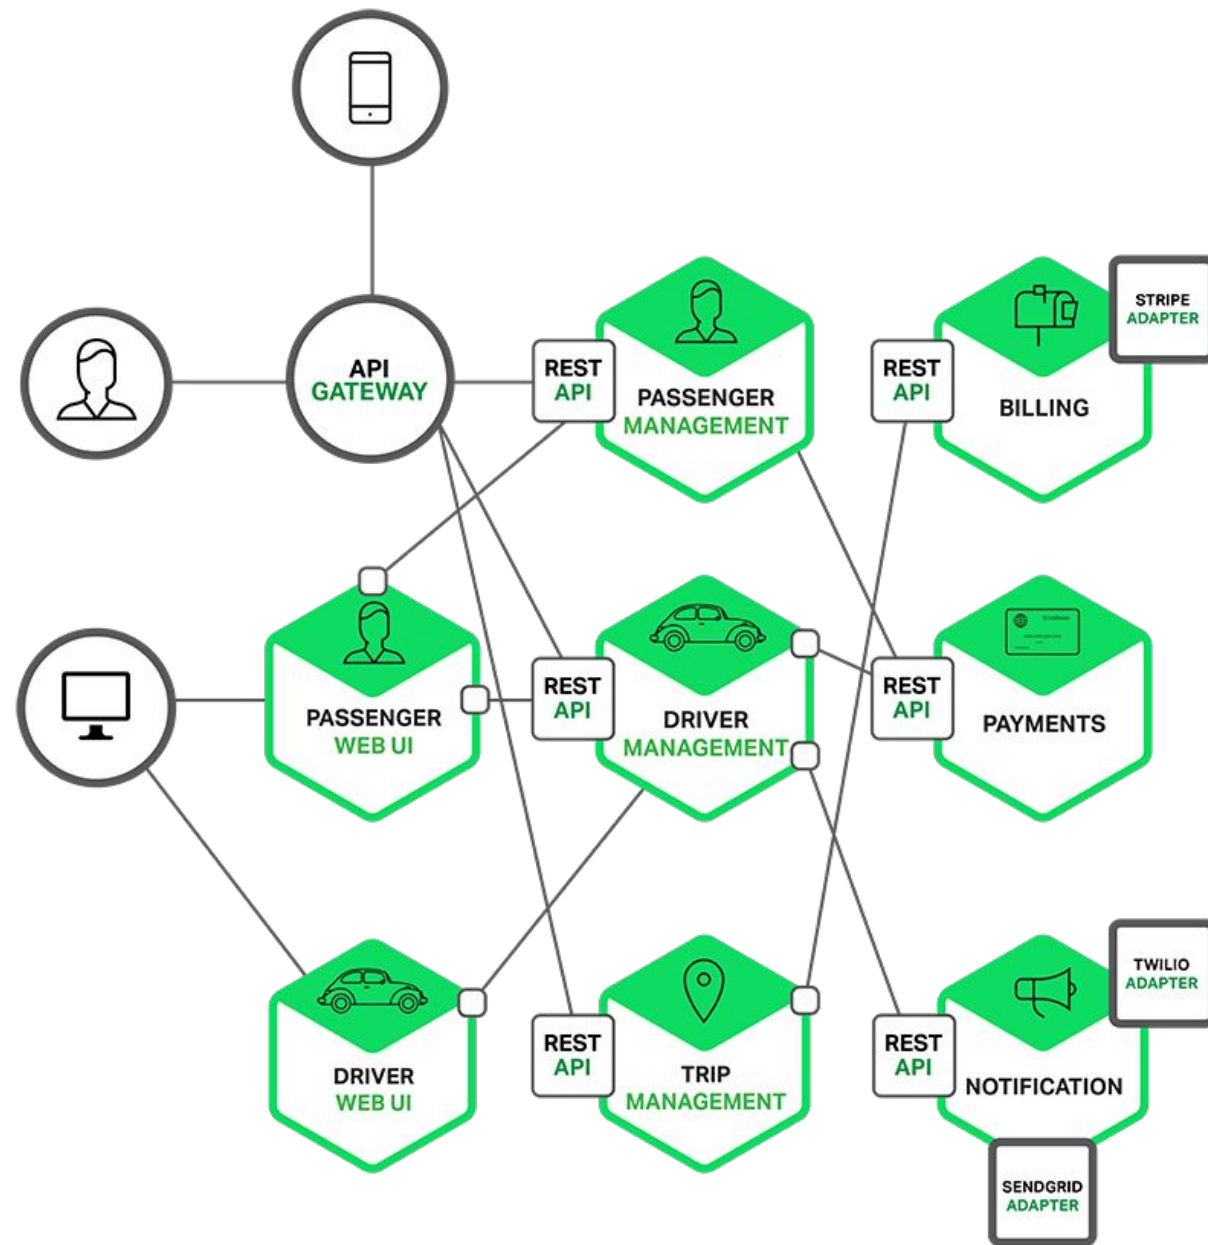 API
GATEWAY
REST
API
PASSENGER
MANAGEMENT
REST
API
BILLING
STRIPE
ADAPTER
PASSENGER
WEB UI
REST
API
DRIVER
MANAGEMENT
REST
API
PAYMENTS
DRIVER
WEB UI
REST
API
TRIP
MANAGEMENT
REST
API
NOTIFICATION
TWILIO
ADAPTER
SENDGRID
ADAPTER